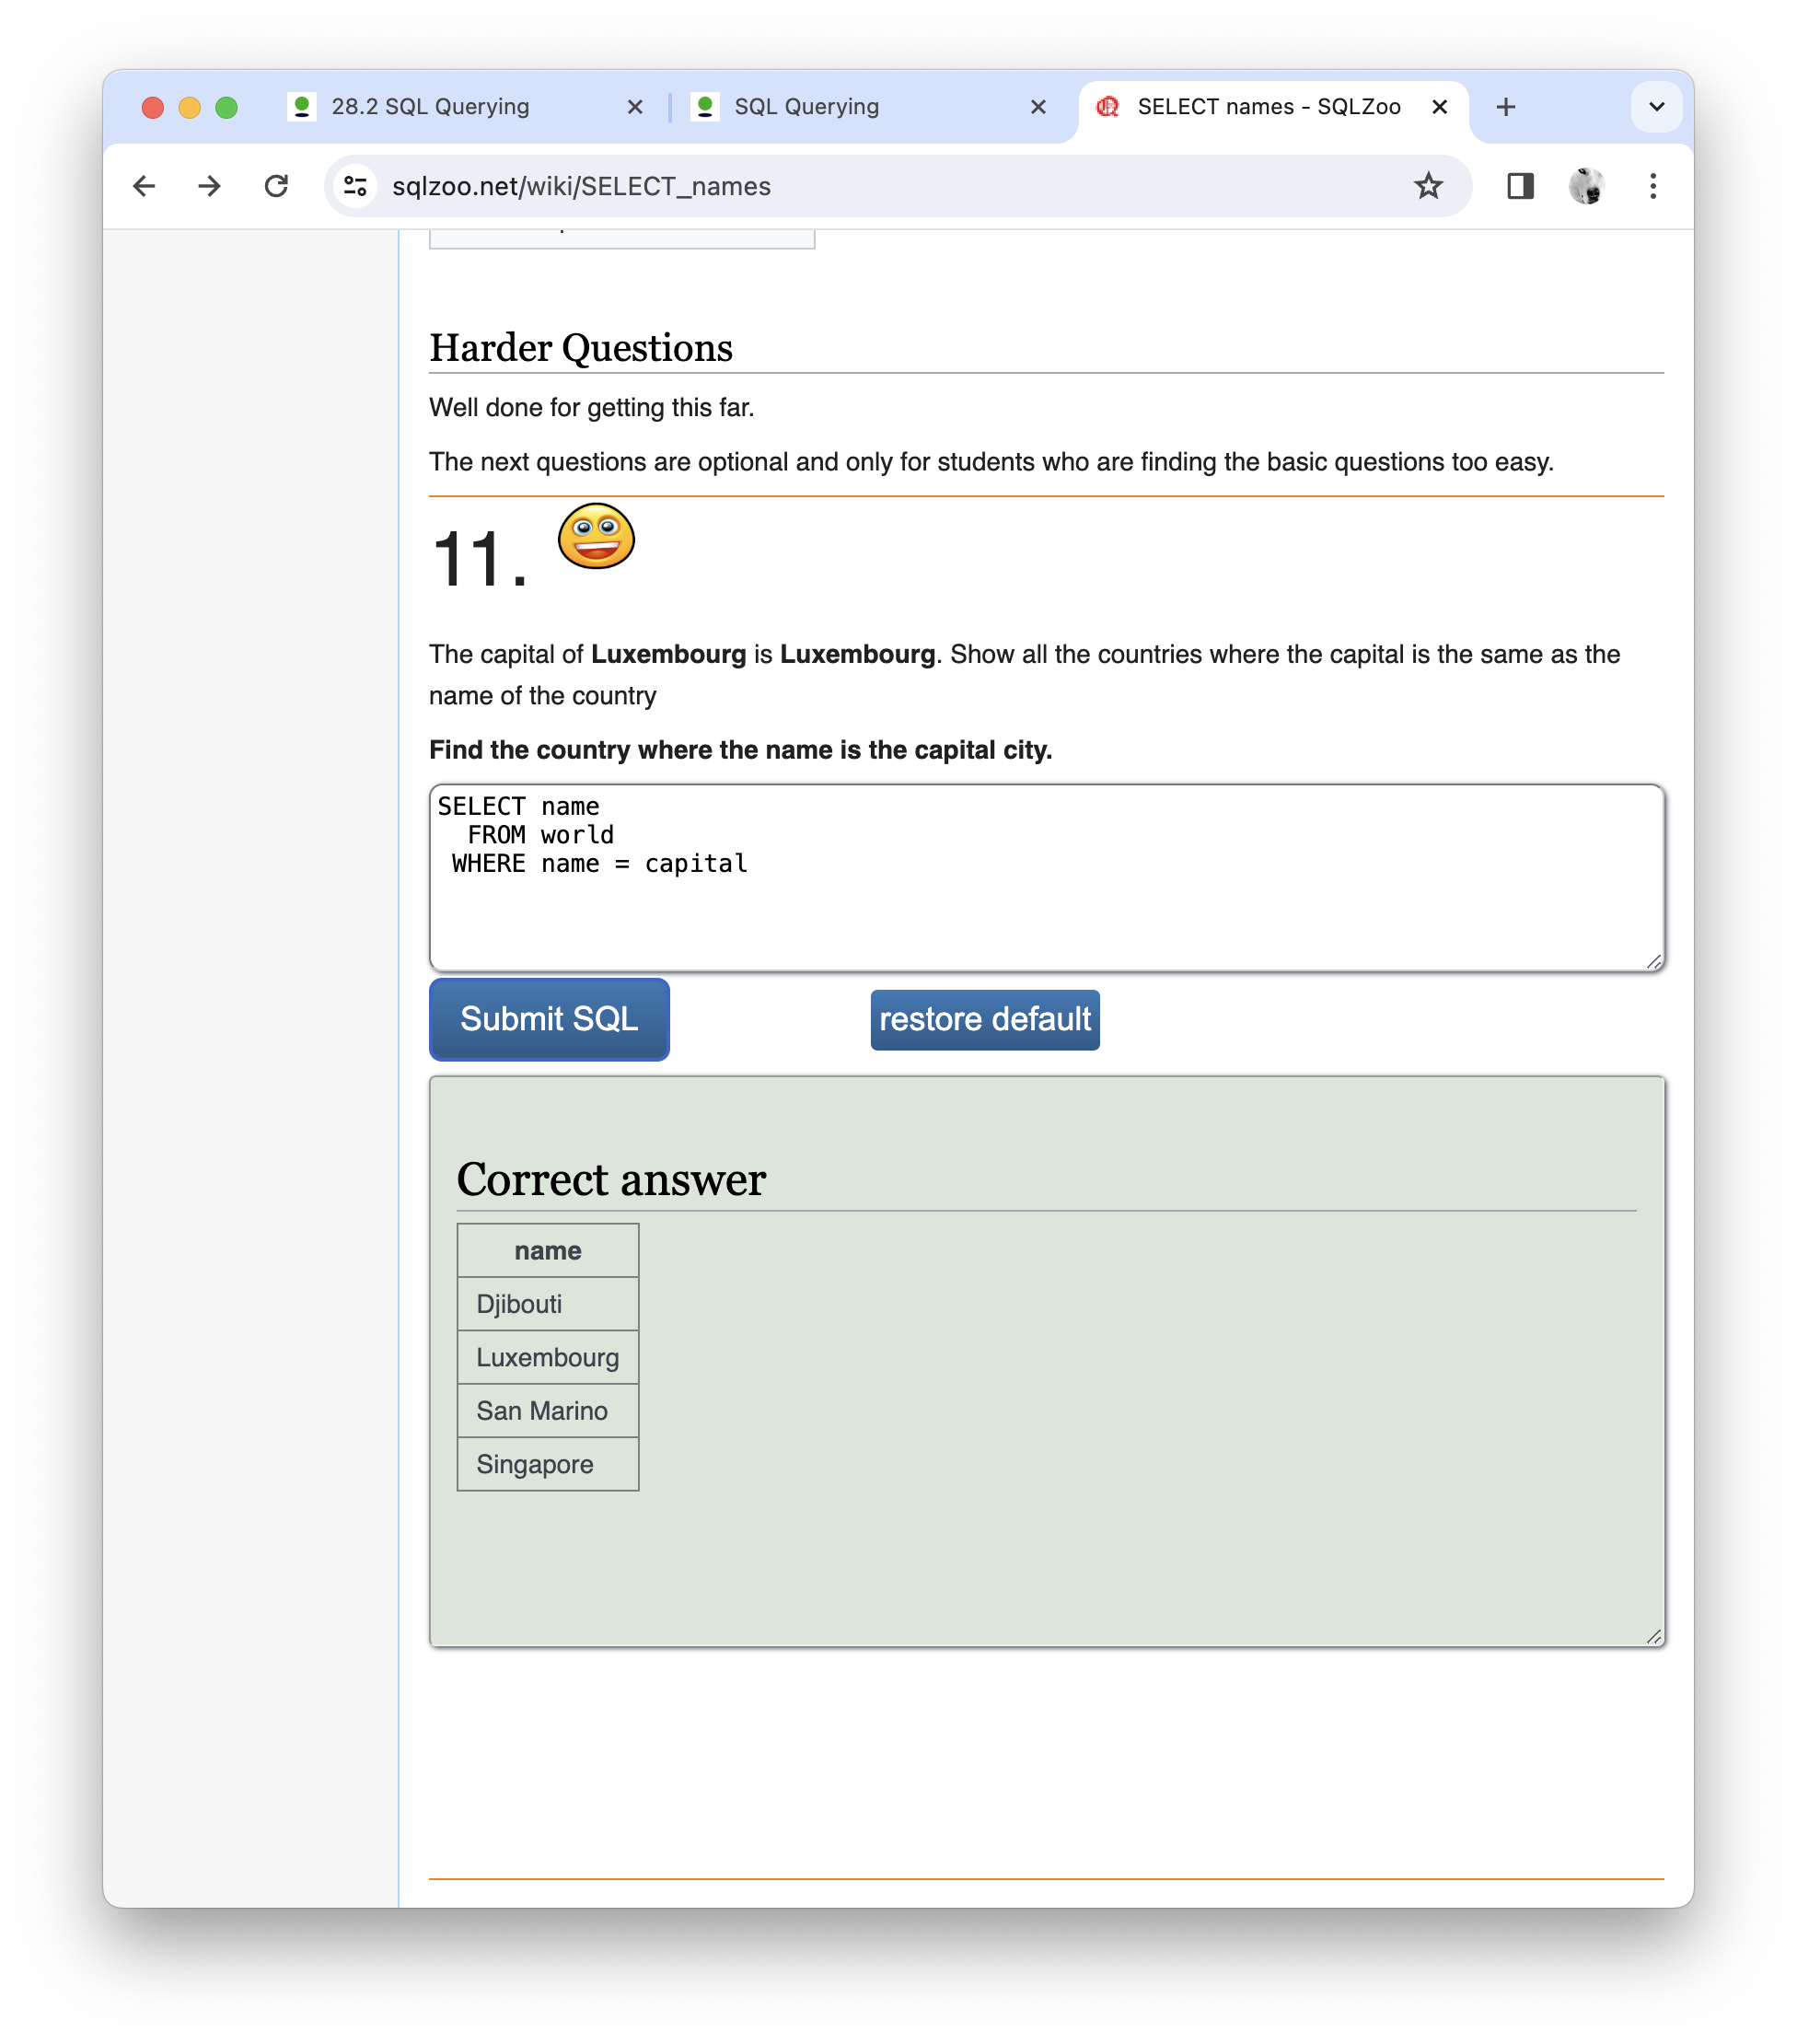 28.2 SQL Querying
SQL Querying
SELECT names - SQLZoo
sqlzoo.net/wiki/SELECT_names
Harder Questions
Well done for getting this far.
The next questions are optional and only for students who are finding the basic questions too easy.
11.
The capital of Luxembourg is Luxembourg. Show all the countries where the capital is the same as the
name of the country
Find the country where the name is the capital city.
SELECT name
FROM world
WHERE name = capital
Submit SQL
restore default
Correct answer
name
Djibouti
Luxembourg
San Marino
Singapore